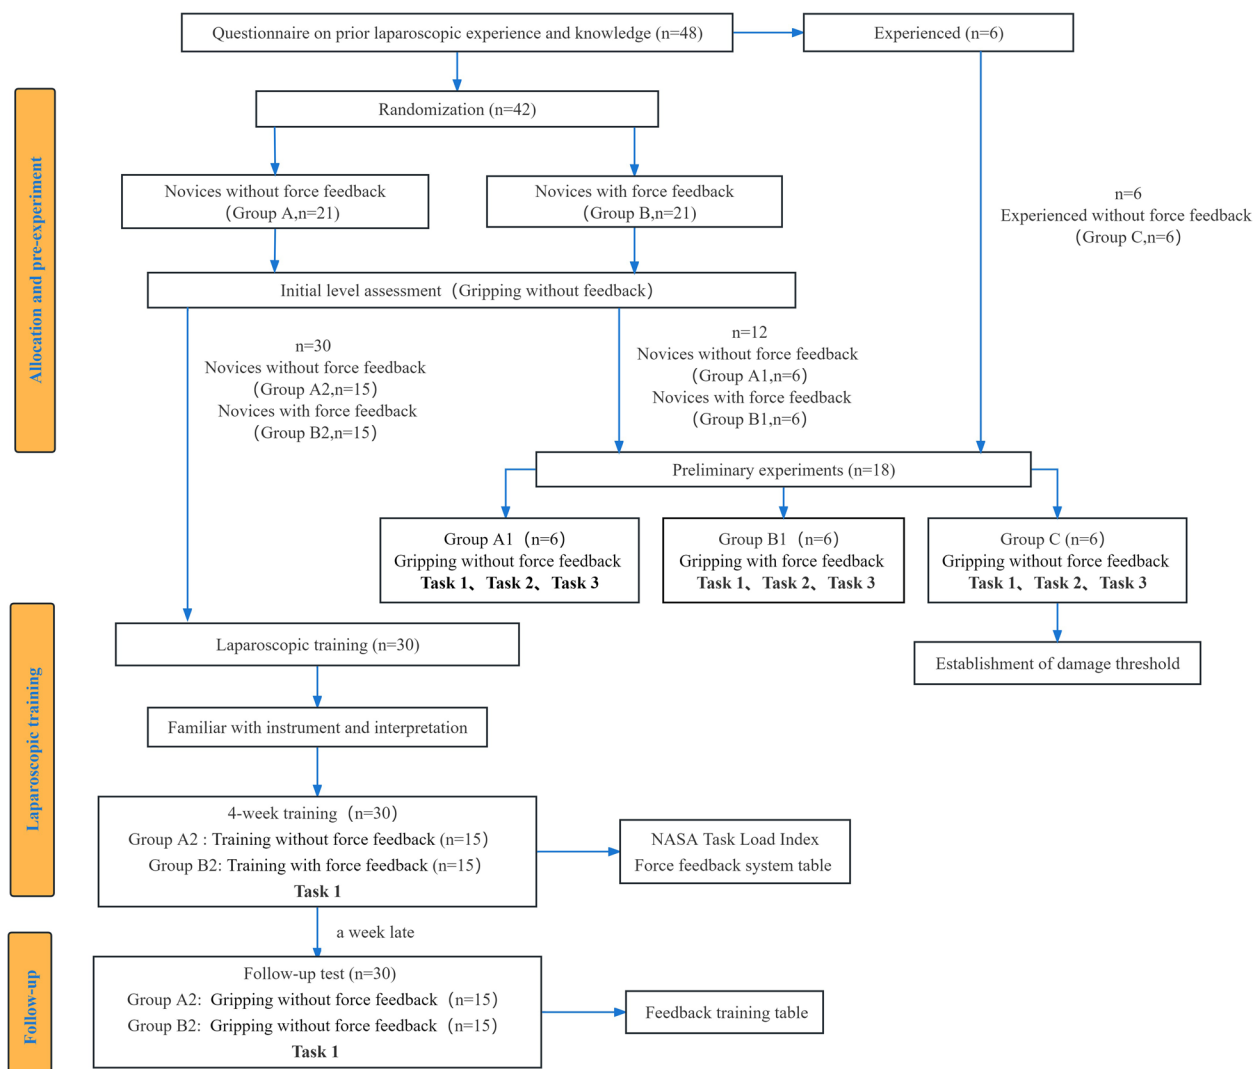 Questionnaire on prior laparoscopic experience and knowledge (n=48)
Experienced (n=6)
Allocation and pre-experiment
Randomization (n=42)
Novices without force feedback
(Group A,n=21)
Novices with force feedback
(Group B,n=21)
n=6
Experienced without force feedback
(Group C,n=6)
Initial level assessment（Gripping without feedback）
n=30
Novices without force feedback
(Group A2,n=15)
Novices with force feedback
(Group B2,n=15)
n=12
Novices without force feedback
(Group A1,n=6)
Novices with force feedback
(Group B1,n=6)
Preliminary experiments (n=18)
Group A1（n=6）
Gripping without force feedback
Task 1、Task 2、Task 3
Group B1（n=6）
Gripping with force feedback
Task 1、Task 2、Task 3
Group C (n=6)
Gripping without force feedback
Task 1、Task 2、Task 3
Establishment of damage threshold
Laparoscopic training
Laparoscopic training (n=30)
Familiar with instrument and interpretation
4-week training（n=30）
Group A2 : Training without force feedback (n=15)
Group B2: Training with force feedback (n=15)
Task 1
NASA Task Load Index
Force feedback system table
a week late
Follow-up
Follow-up test (n=30)
Group A2: Gripping without force feedback（n=15）
Group B2: Gripping without force feedback（n=15）
Task 1
Feedback training table